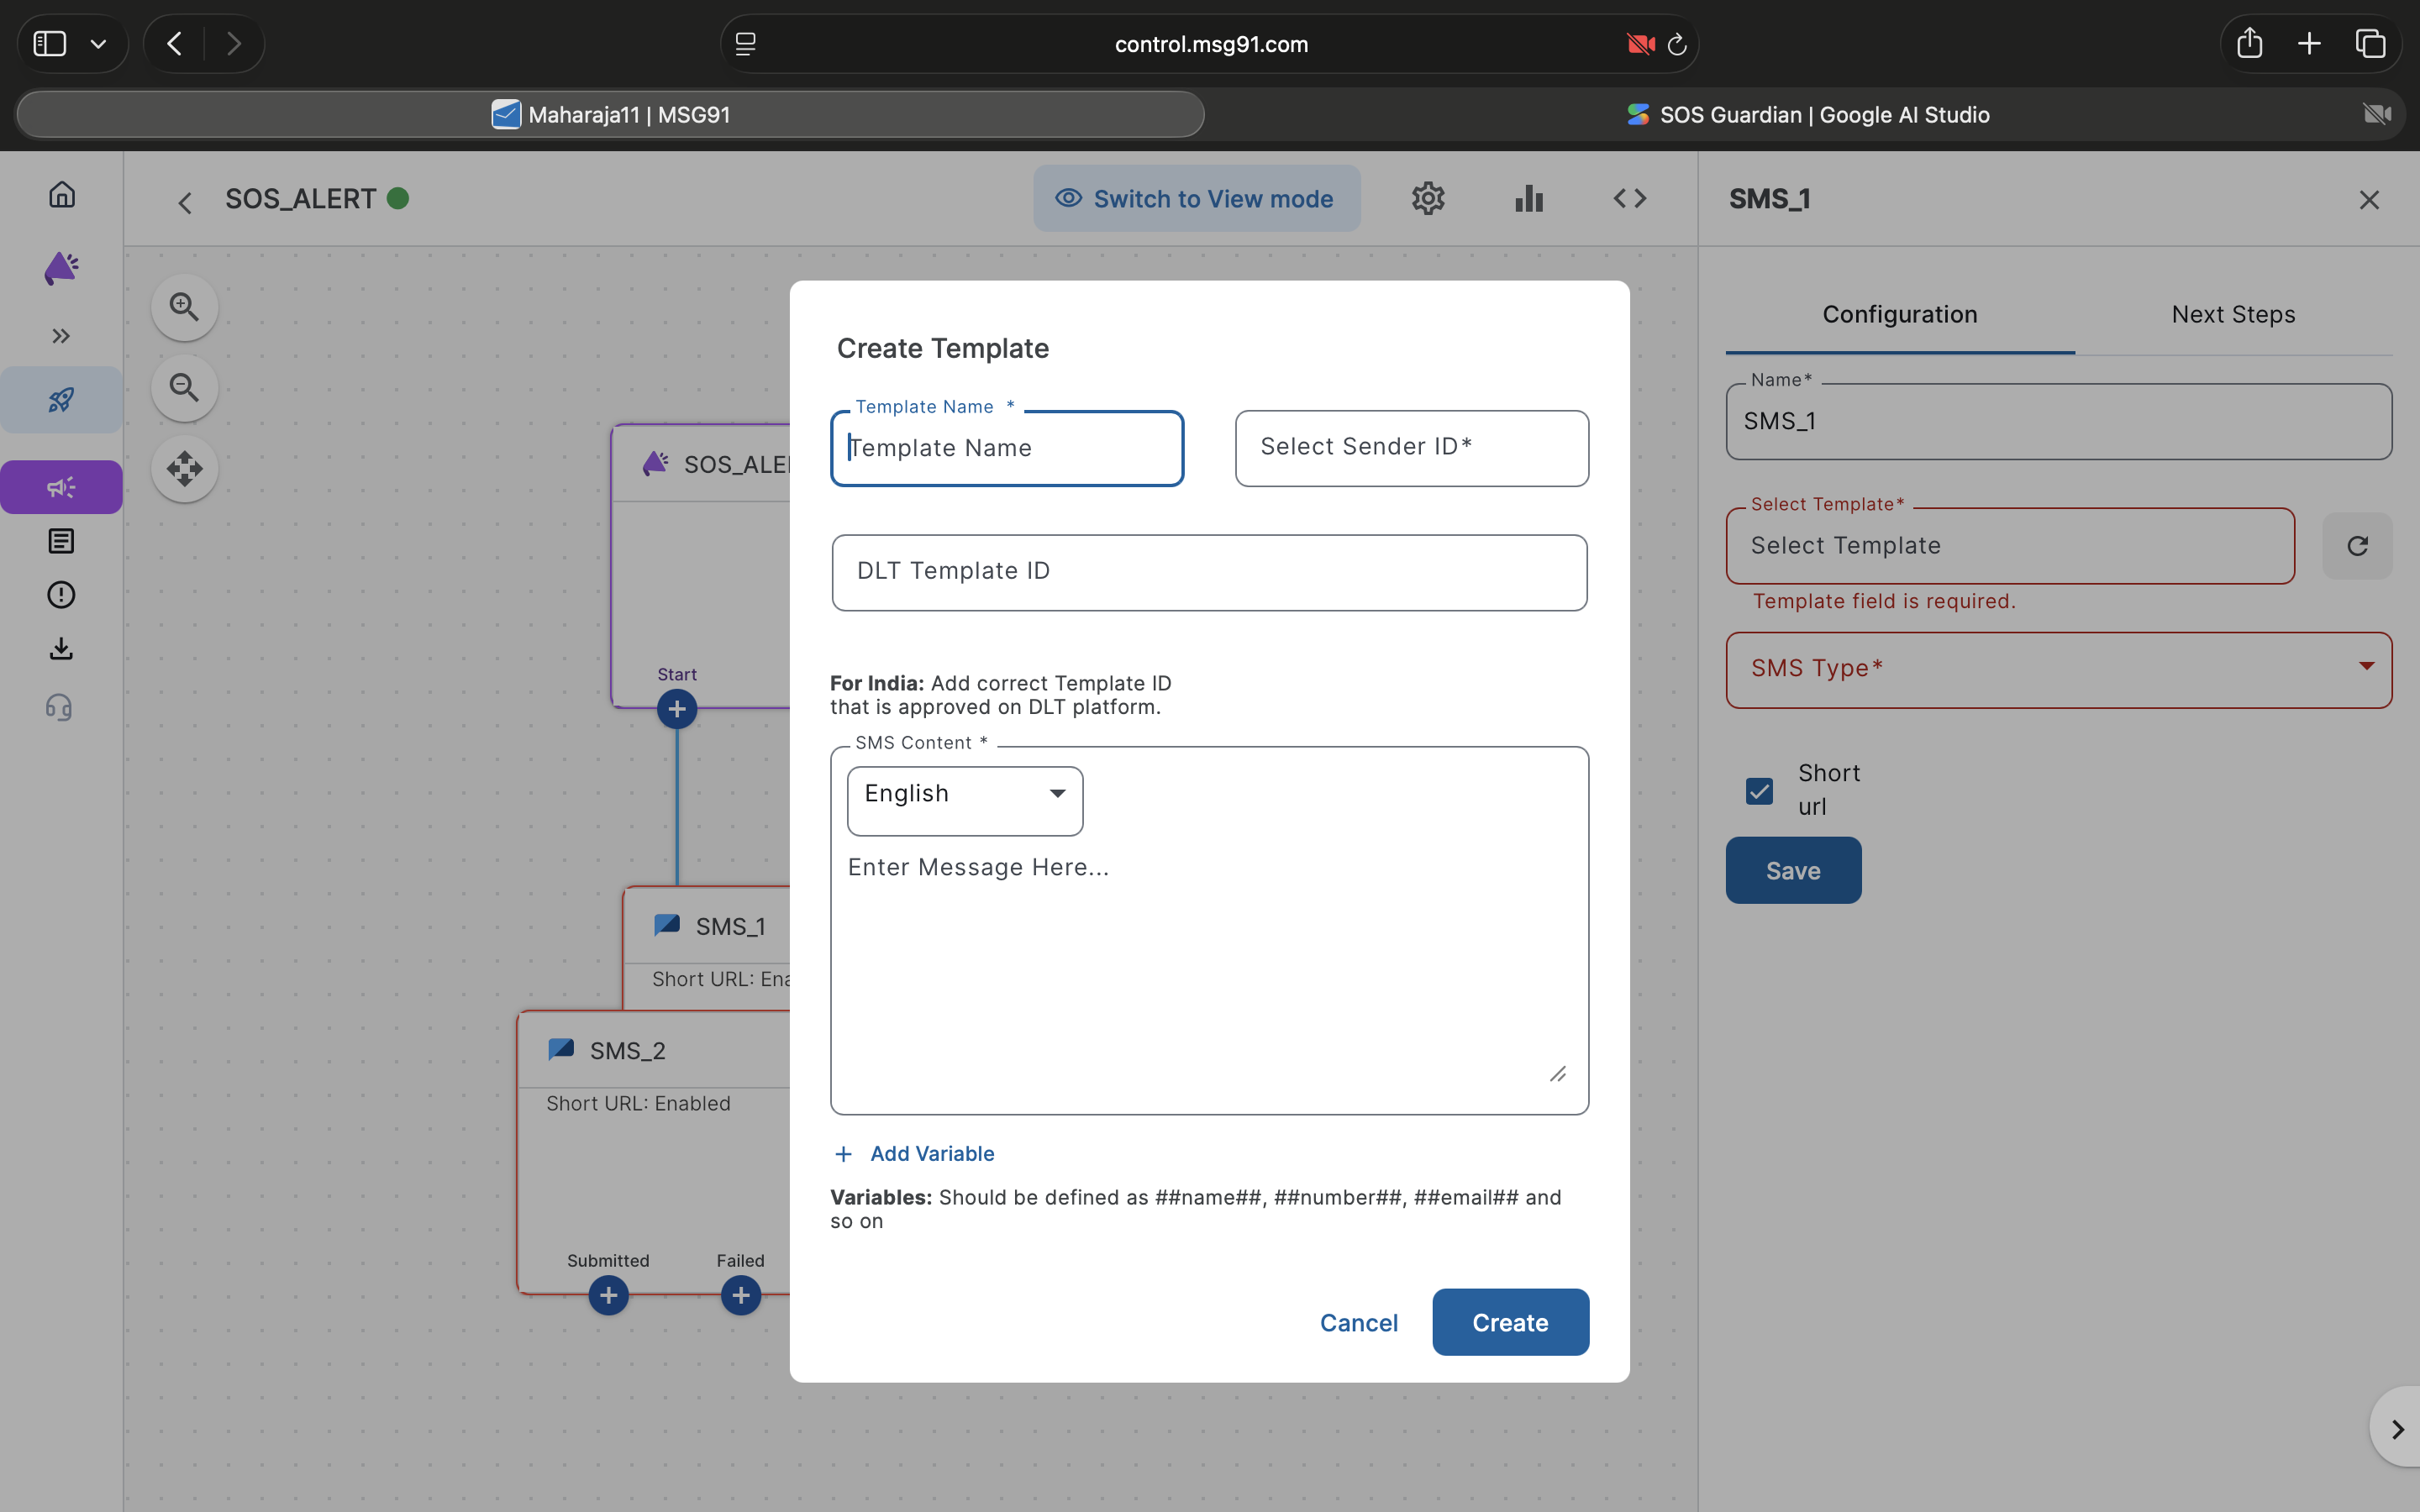 control.msg91.com
Maharaja11 | MSG91
SOS Guardian | Google AI Studio
SOS_ALERT
Switch to View mode
SMS_1
Configuration
Next Steps
Name*
SMS_1
Select Template*
Select Template
Template field is required.
SMS Type*
Short
url
Save
SOS_ALE
Start
SMS_1
Short URL: Ena
SMS_2
Short URL: Enabled
Submitted
Failed
Create Template
Template Name *
Template Name
Select Sender ID*
DLT Template ID
For India: Add correct Template ID
that is approved on DLT platform.
SMS Content *
English
Enter Message Here...
+ Add Variable
Variables: Should be defined as ##name##, ##number##, ##email## and
so on
Cancel
Create